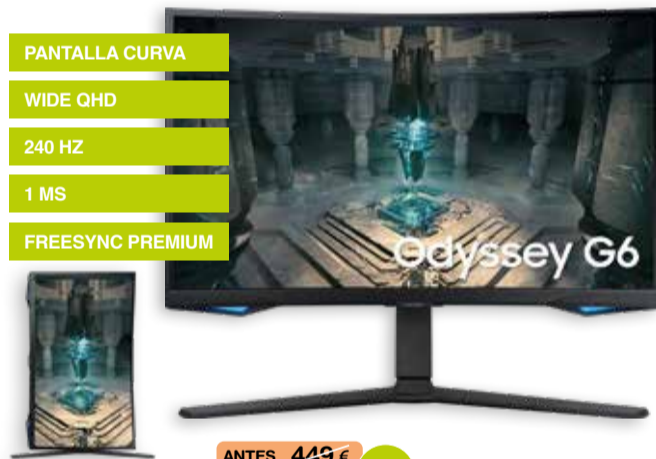 PANTALLA CURVA
WIDE QHD
240 HZ
1 MS
FREESYNC PREMIUM
Odyssey G6
ANTES 449 €